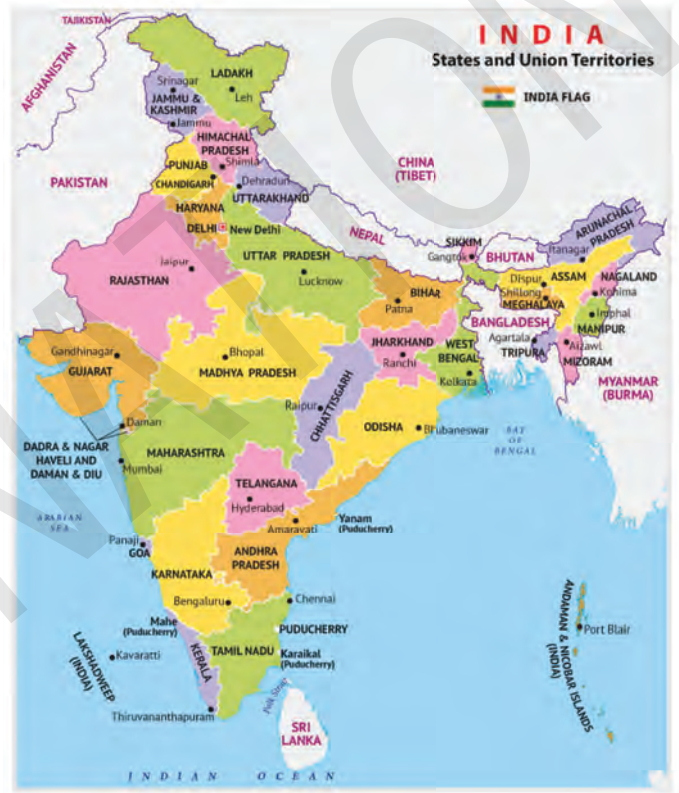 INDIA
States and Union Territories
INDIA FLAG
TAJIKISTAN
AFGHANISTAN
PAKISTAN
CHINA
(TIBET)
NEPAL
BHUTAN
BANGLADESH
MYANMAR
(BURMA)
SRI
LANKA
LADAKH
Leh
Srinagar
JAMMU &
KASHMIR
Jammu
HIMACHAL
PRADESH
Shimla
PUNJAB
CHANDIGARH
Dehradun
UTTARAKHAND
HARYANA
DELHI
New Delhi
UTTAR PRADESH
Lucknow
Jaipur
RAJASTHAN
BIHAR
Patna
SIKKIM
Gangtok
ARUNACHAL
PRADESH
Itanagar
Dispur
ASSAM
Shillong
MEGHALAYA
NAGALAND
Kohima
Imphal
MANIPUR
Agartala
TRIPURA
Aizawl
MIZORAM
Gandhinagar
GUJARAT
Bhopal
MADHYA PRADESH
JHARKHAND
Ranchi
WEST
BENGAL
Kolkata
Raipur
CHHATTISGARH
ODISHA
Bhubaneswar
BAY
OF
BENGAL
Daman
DADRA & NAGAR
HAVELI AND
DAMAN & DIU
Mumbai
MAHARASHTRA
TELANGANA
Hyderabad
Amaravati
Yanam
(Puducherry)
ARABIAN
SEA
Panaji
GOA
KARNATAKA
ANDHRA
PRADESH
Bengaluru
Chennai
Mahe
(Puducherry)
PUDUCHERRY
TAMIL NADU
Karaikal
(Puducherry)
KERALA
LAKSHADWEEP
(INDIA)
Kavaratti
Thiruvananthapuram
Palk Strait
ANDAMAN & NICOBAR ISLANDS
(INDIA)
Port Blair
INDIAN OCEAN